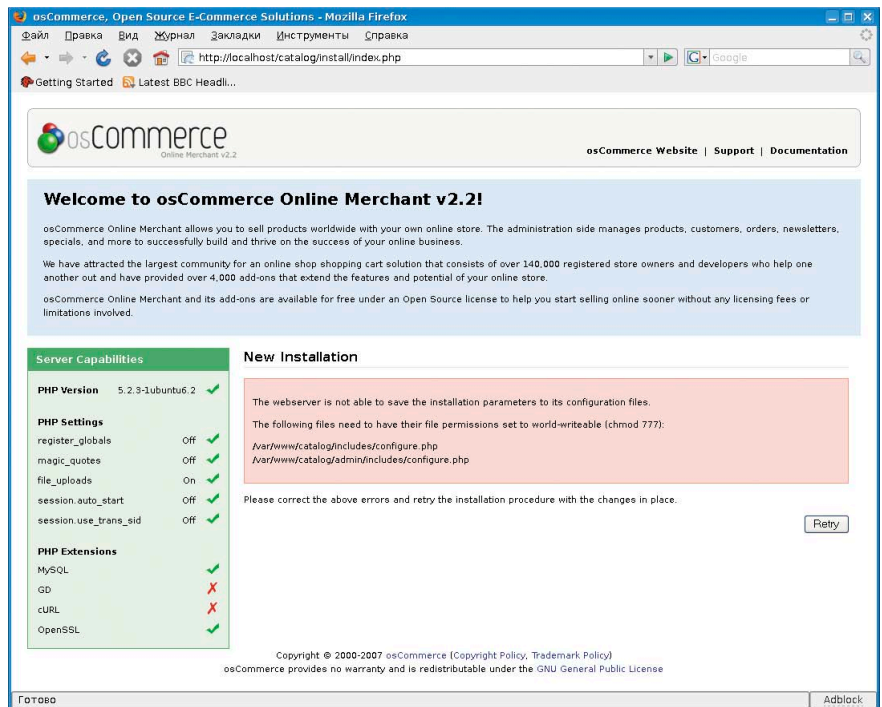 osCommerce, Open Source E-Commerce Solutions - Mozilla Firefox
Файл Правка Вид Журнал Закладки Инструменты Справка
http://localhost/catalog/install/index.php
G Google
Getting Started Latest BBC Headli...
osCommerce
Online Merchant v2.2
osCommerce Website | Support | Documentation
Welcome to osCommerce Online Merchant v2.2!
osCommerce Online Merchant allows you to sell products worldwide with your own online store. The administration side manages products, customers, orders, newsletters,
specials, and more to successfully build and thrive on the success of your online business.
We have attracted the largest community for an online shop shopping cart solution that consists of over 140,000 registered store owners and developers who help one
another out and have provided over 4,000 add-ons that extend the features and potential of your online store.
osCommerce Online Merchant and its add-ons are available for free under an Open Source license to help you start selling online sooner without any licensing fees or
limitations involved.
Server Capabilities
PHP Version 5.2.3-1ubuntu6.2
PHP Settings
register_globals Off
magic_quotes Off
file_uploads On
session.auto_start Off
session.use_trans_sid Off
PHP Extensions
MySQL
GD
cURL
OpenSSL
New Installation
The webserver is not able to save the installation parameters to its configuration files.
The following files need to have their file permissions set to world-writeable (chmod 777):
/var/www/catalog/includes/configure.php
/var/www/catalog/admin/includes/configure.php
Please correct the above errors and retry the installation procedure with the changes in place.
Retry
Copyright © 2000-2007 osCommerce (Copyright Policy, Trademark Policy)
osCommerce provides no warranty and is redistributable under the GNU General Public License
Готово Adblock